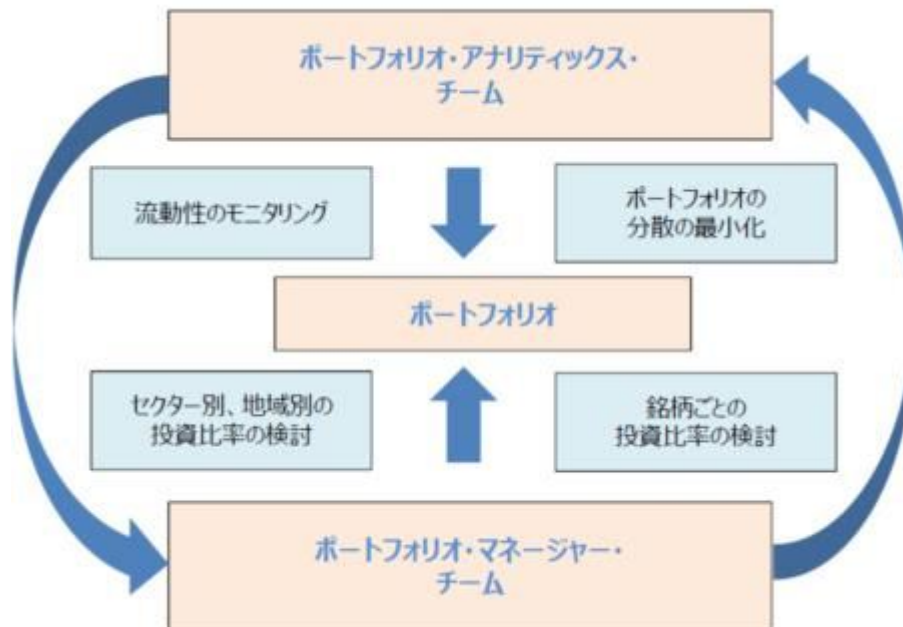 ポートフォリオ・アナリティックス・
チーム
流動性のモニタリング
ポートフォリオの
分散の最小化
ポートフォリオ
セクター別、地域別の
投資比率の検討
銘柄ごとの
投資比率の検討
ポートフォリオ・マネージャー・
チーム